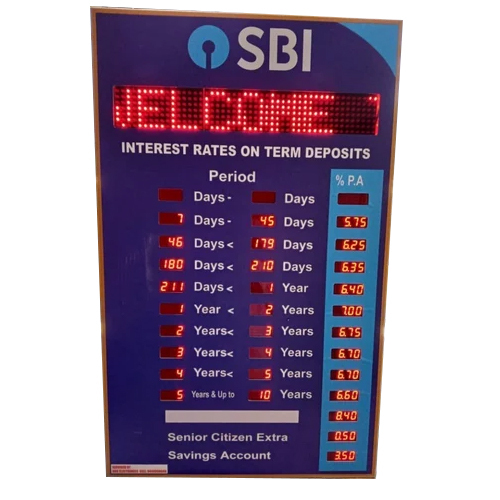 SBI
WELCOME
INTEREST RATES ON TERM DEPOSITS
Period % P.A
Days - Days
7 Days - 45 Days 5.75
46 Days < 179 Days 6.25
180 Days < 210 Days 6.35
211 Days < 1 Year 6.40
1 Year < 2 Years 7.00
2 Years < 3 Years 6.75
3 Years < 4 Years 6.70
4 Years < 5 Years 6.70
5 Years & Up to 10 Years 6.60
8.40
Senior Citizen Extra 0.50
Savings Account 3.50